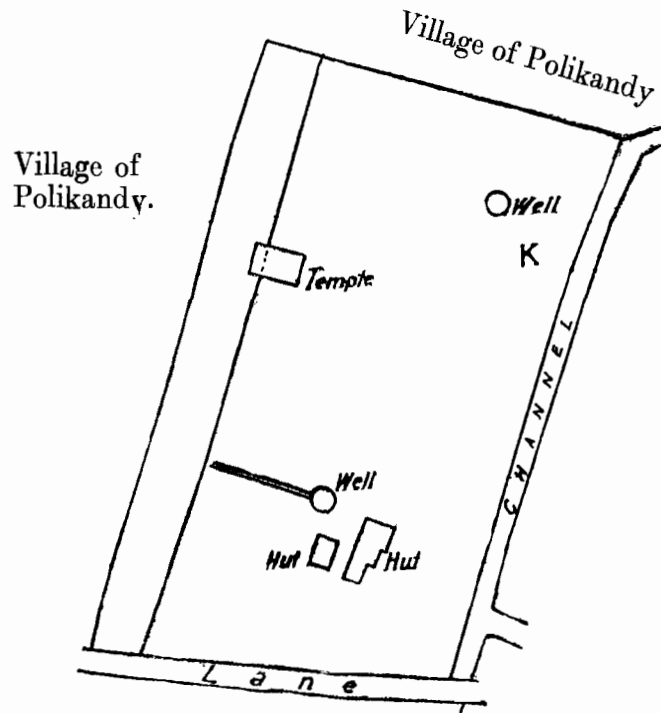 Village of Polikandy
Village of
Polikandy.
Well
K
Temple
CHANNEL
Well
Hut
Hut
Lane